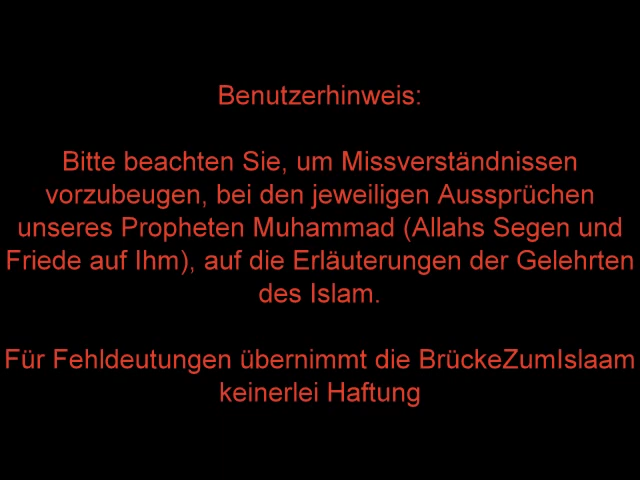 Benutzerhinweis:
Bitte beachten Sie, um Missverständnissen
vorzubeugen, bei den jeweiligen Aussprüchen
unseres Propheten Muhammad (Allahs Segen und
Friede auf Ihm), auf die Erläuterungen der Gelehrten
des Islam.
Für Fehldeutungen übernimmt die BrückeZumIslaam
keinerlei Haftung